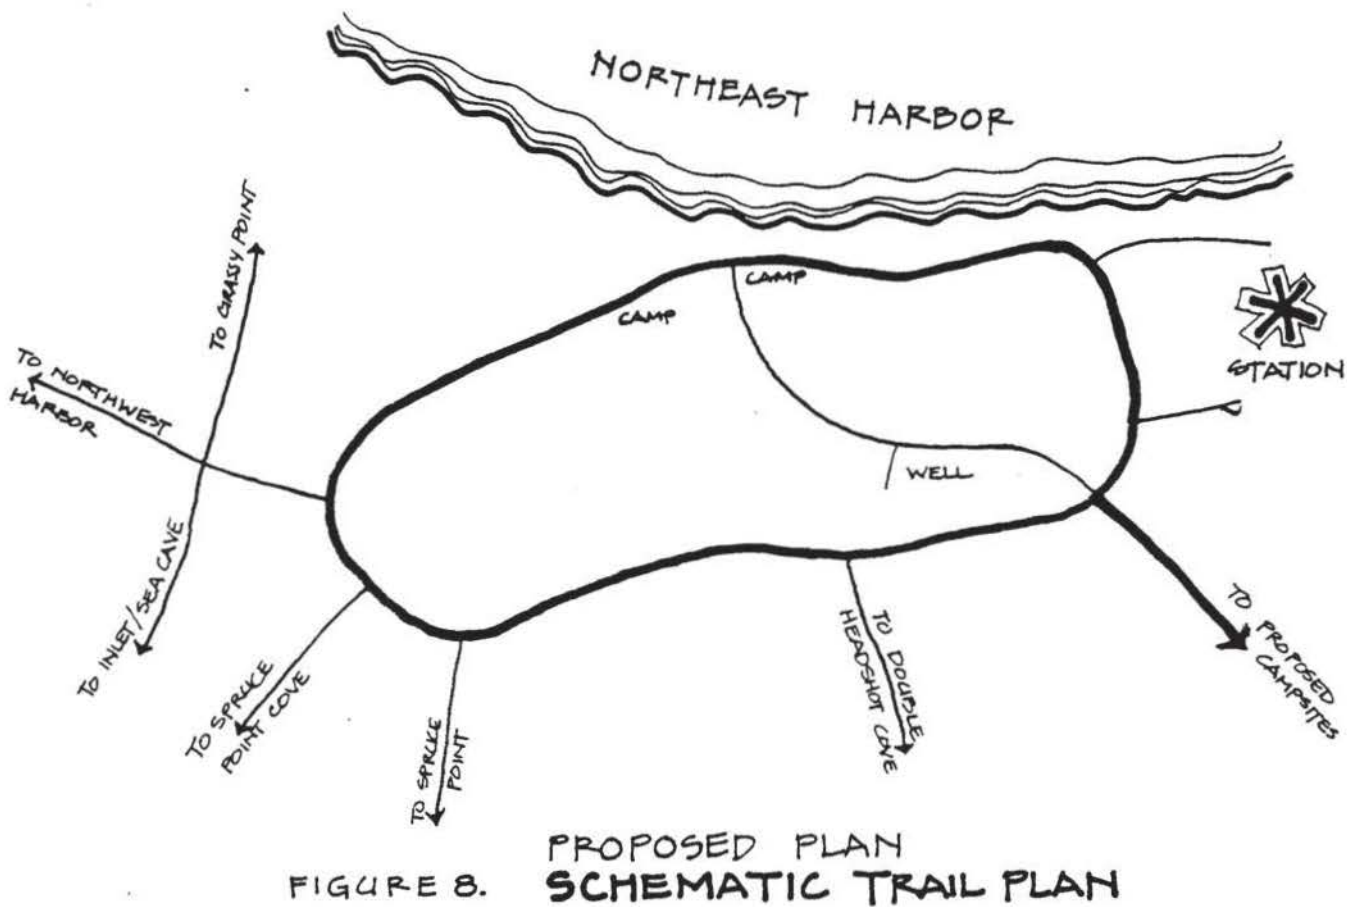 NORTHEAST HARBOR
TO GRASSY POINT
CAMP
CAMP
STATION
TO NORTHWEST
HARBOR
WELL
TO INLET/SEA CAVE
TO SPRUCE
POINT COVE
TO SPRUCE
POINT
TO DOUBLE
HEADSHOT COVE
TO PROPOSED
CAMPSITES
PROPOSED PLAN
FIGURE 8. SCHEMATIC TRAIL PLAN